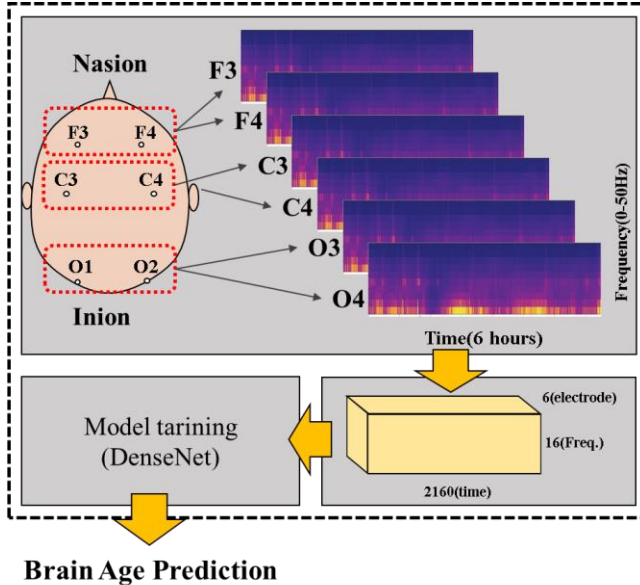 Nasion
F3
F4
C3
C4
O1
O2
Inion
F3
F4
C3
C4
O3
O4
Frequency(0-50Hz)
Time(6 hours)
6(electrode)
16(Freq.)
2160(time)
Model tarining
(DenseNet)
Brain Age Prediction